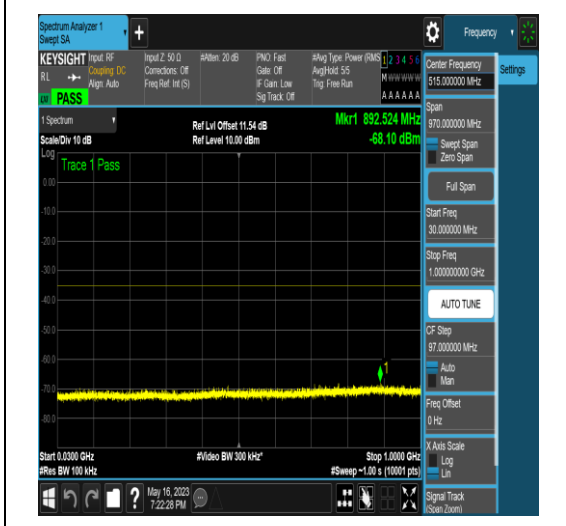 Spectrum Analyzer 1
Swept SA
+
Frequency
KEYSIGHT
RL
PASS
Input: RF
Coupling: DC
Align: Auto
Input Z: 50 Ω
Corrections: Off
Freq Ref: Int (S)
#Atten: 20 dB
PNO: Fast
Gate: Off
IF Gain: Low
Sig Track: Off
#Avg Type: Power (RMS
Avg|Hold: 5/5
Trig: Free Run
1 2 3 4 5 6
M W W W W W
A A A A A A
1 Spectrum
Scale/Div 10 dB
Ref Lvl Offset 11.54 dB
Ref Level 10.00 dBm
Mkr1 892.524 MHz
-68.10 dBm
Log
Trace 1 Pass
0.00
-10.0
-20.0
-30.0
-40.0
-50.0
-60.0
-70.0
-80.0
1
Start 0.0300 GHz
#Res BW 100 kHz
#Video BW 300 kHz*
Stop 1.0000 GHz
#Sweep ~1.00 s (10001 pts)
?
May 16, 2023
7:22:28 PM
Center Frequency
515.000000 MHz
Settings
Span
970.000000 MHz
Swept Span
Zero Span
Full Span
Start Freq
30.000000 MHz
Stop Freq
1.000000000 GHz
AUTO TUNE
CF Step
97.000000 MHz
Auto
Man
Freq Offset
0 Hz
X Axis Scale
Log
Lin
Signal Track
(Span Zoom)